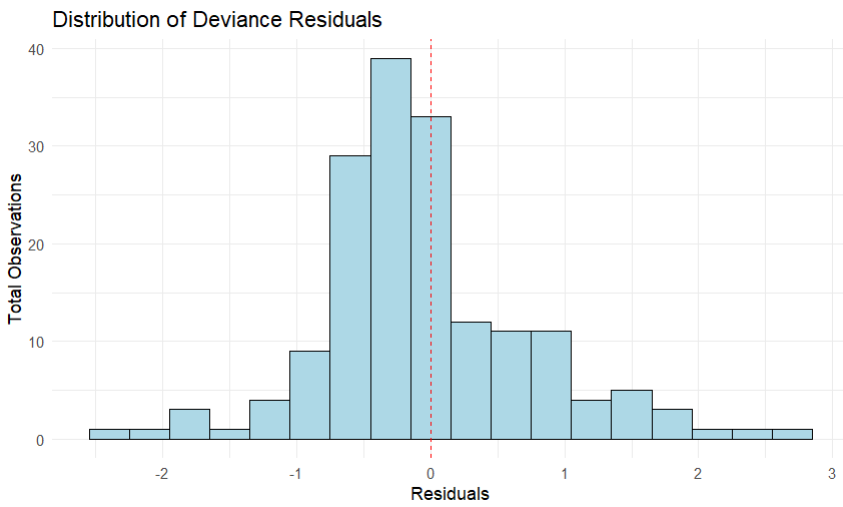 Distribution of Deviance Residuals
40
30
20
10
0
Total Observations
-2 -1 0 1 2 3
Residuals